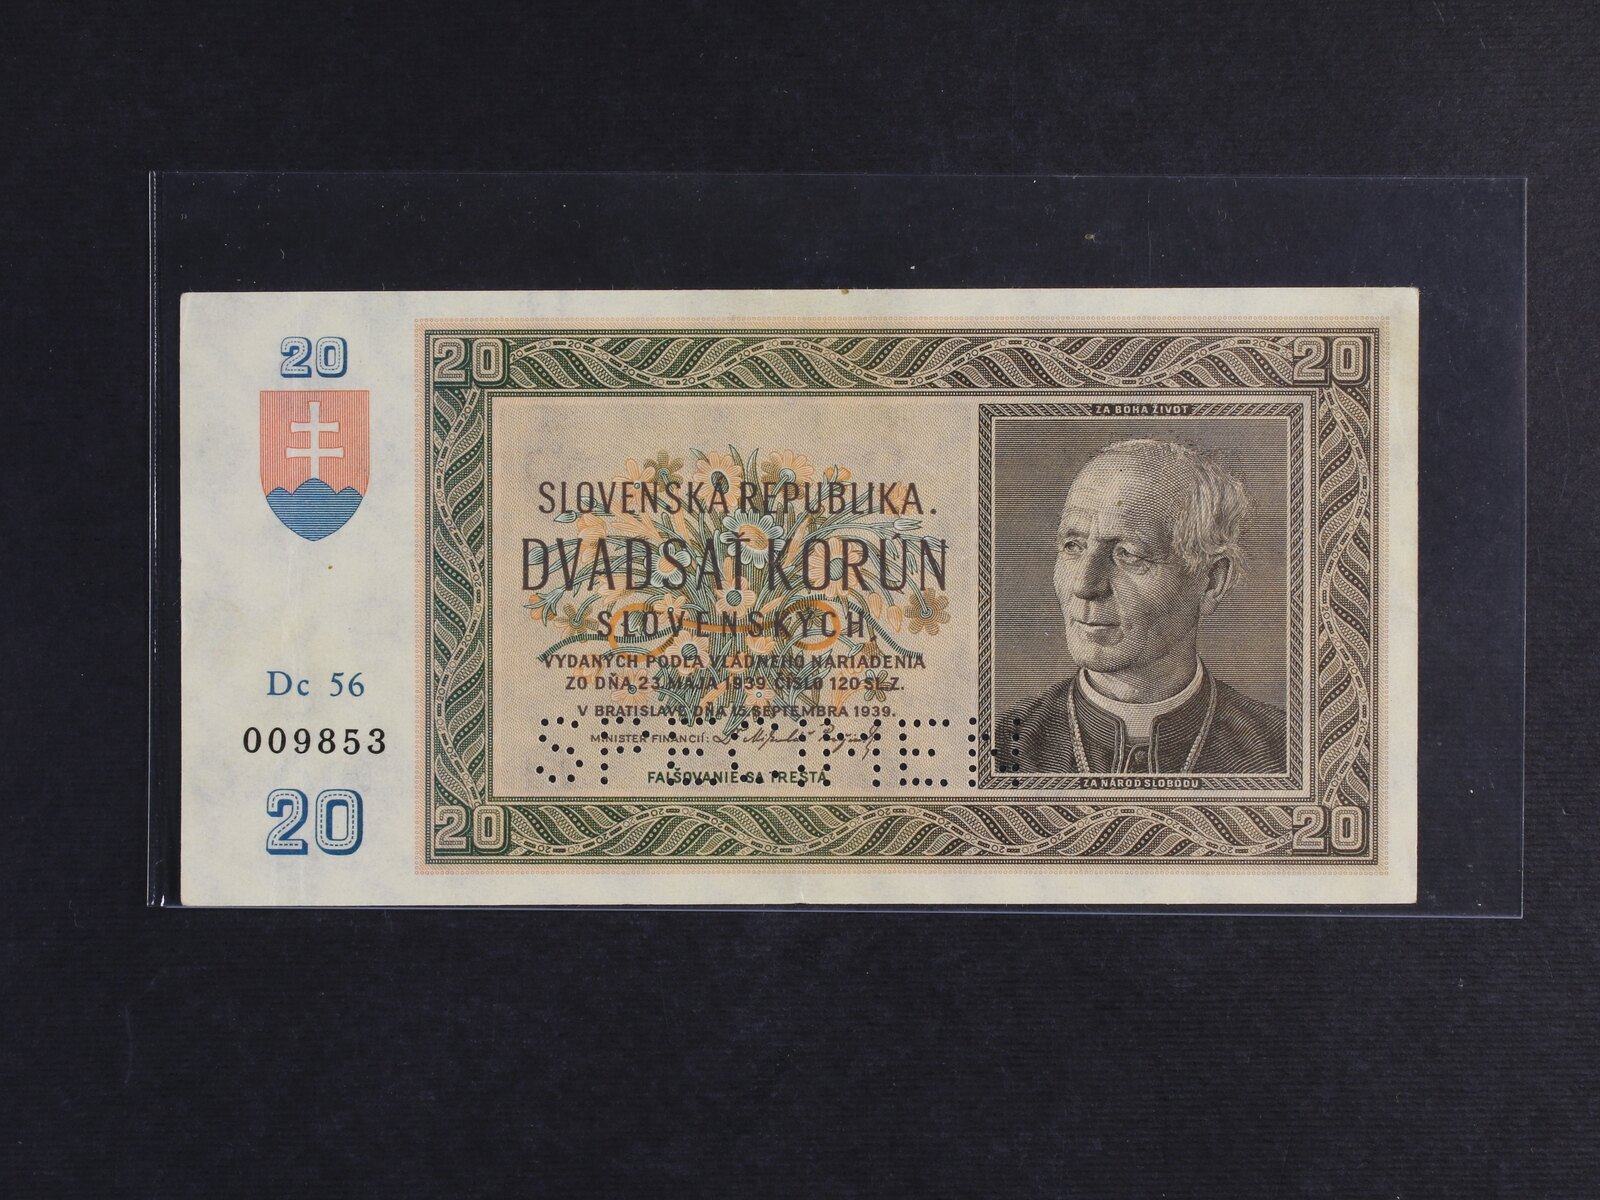 20
Dc 56
009853
20
20
20
SLOVENSKÁ REPUBLIKA.
DVADSAŤ KORÚN
SLOVENSKÝCH,
VYDANÝCH PODĽA VLÁDNEHO NARIADENIA
ZO DŇA 23. MÁJA 1939 ČÍSLO 120 SL.Z.
V BRATISLAVE DŇA 15. SEPTEMBRA 1939.
MINISTER FINANCIÍ:
SPECIMEN
FALŠOVANIE SA TRESTÁ
ZA BOHA ŽIVOT
ZA NÁROD SLOBODU
20
20